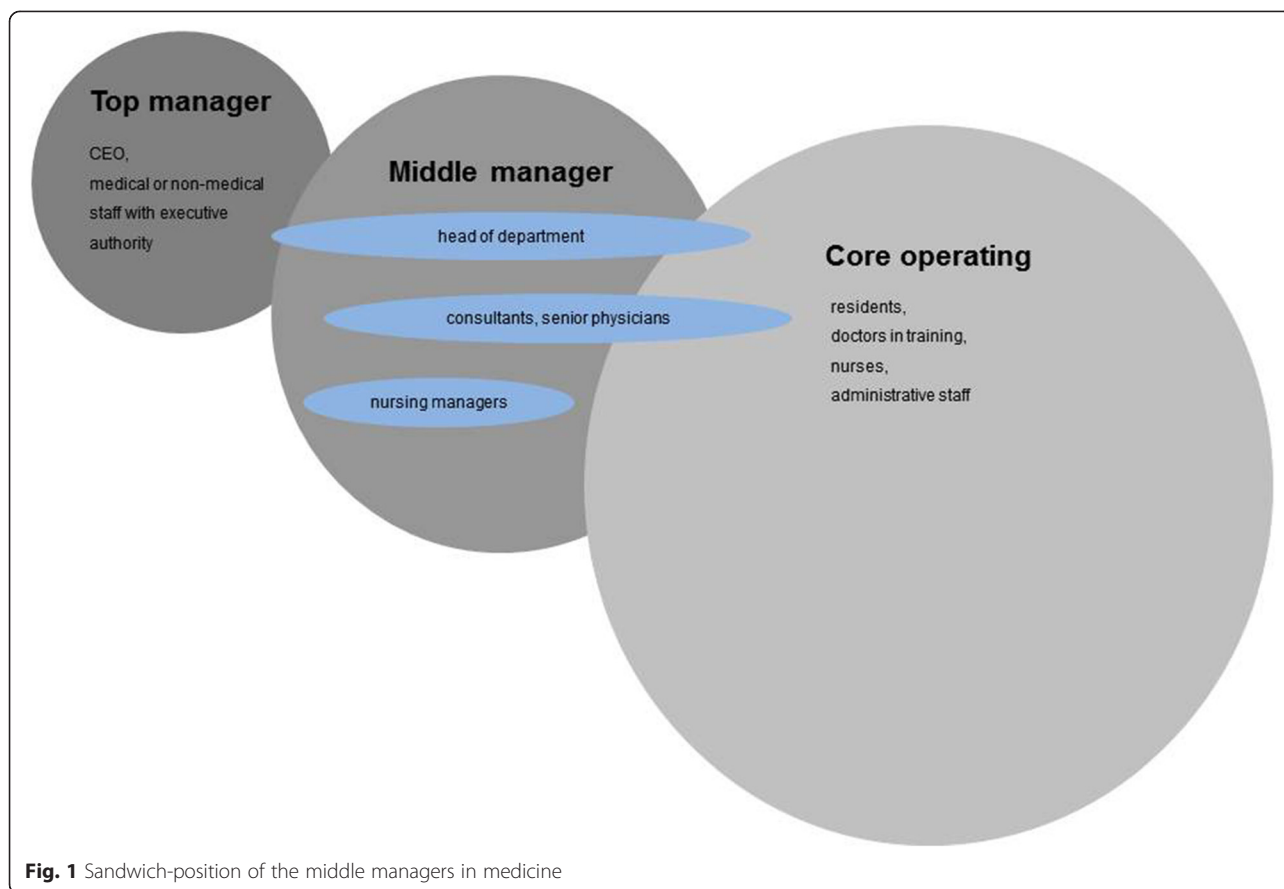 Top manager
CEO,
medical or non-medical
staff with executive
authority
Middle manager
head of department
consultants, senior physicians
nursing managers
Core operating
residents,
doctors in training,
nurses,
administrative staff
Fig. 1 Sandwich-position of the middle managers in medicine